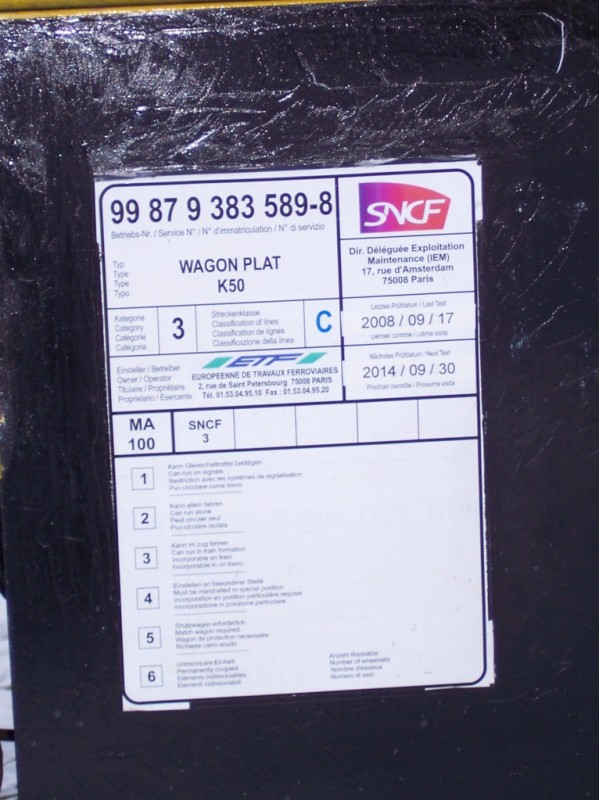 99 87 9 383 589-8
Betriebs-Nr. / Service N° / N° d'immatriculation / N° di servizio
SNCF
Dir. Déléguée Exploitation
Maintenance (IEM)
17, rue d'Amsterdam
75008 Paris
Typ
Type
Type
Typo
WAGON PLAT
K50
Kategorie
Category
Catégorie
Categoria
3
Streckenklasse
Classification of lines
Classification de lignes
Classificazione della linea
C
Letztes Prüfdatum / Last Test
2008 / 09 / 17
Dernier contrôle / Ultima visita
Einsteller / Betreiber
Owner / Operator
Titulaire / Propriétaire
Proprietario / Esercente
ETF
EUROPEENNE DE TRAVAUX FERROVIAIRES
2, rue de Saint Petersbourg 75008 PARIS
Tél. 01.53.04.95.10 Fax : 01.53.04.95.20
Nächstes Prüfdatum / Next Test
2014 / 09 / 30
Prochain contrôle / Prossima visita
MA
100
SNCF
3
1
Kann Gleisschaltmittel betätigen
Can run on signals
Restriction avec les systèmes de signalisation
Puo circolare come treno
2
Kann allein fahren
Can run alone
Peut circuler seul
Puo circolare isolata
3
Kann im zug fahren
Can run in train formation
Incorporable en train
Incorporabile in un treno
4
Einstellen an besonderer Stelle
Must be marshalled in special position
Incorporation en position particulière requise
Incorporazione in posizione particolare
5
Shutzwagen erforderlich
Match wagon required
Wagon de protection nécessaire
Richiede carro scudo
6
Untrennbare Einheit
Permanently coupled
Elements indissociables
Elementi indissociabili
Anzahl Radsätze
Number of wheelsets
Nombre d'essieux
Numero di assi